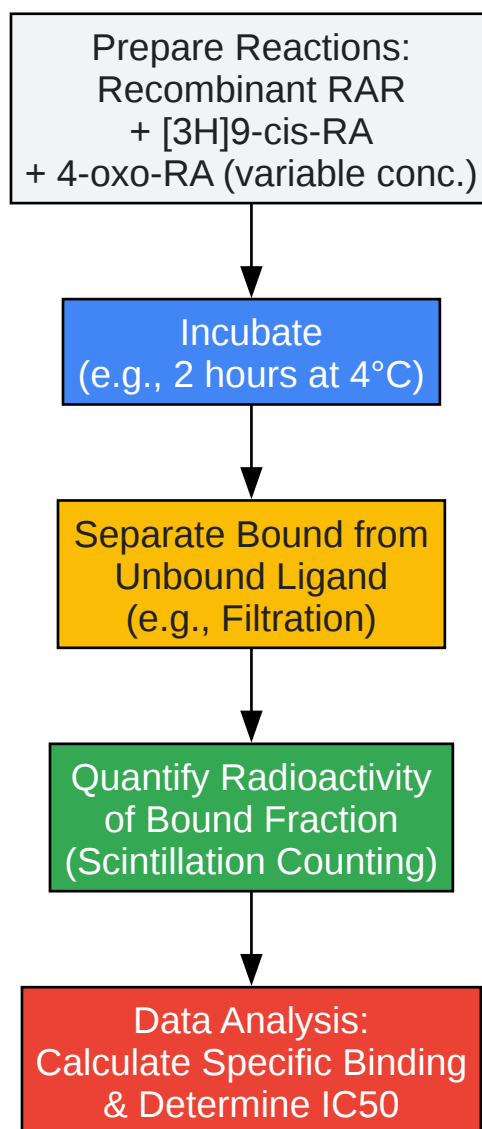 Prepare Reactions:
Recombinant RAR
+ [3H]9-cis-RA
+ 4-oxo-RA (variable conc.)
Incubate
(e.g., 2 hours at 4°C)
Separate Bound from
Unbound Ligand
(e.g., Filtration)
Quantify Radioactivity
of Bound Fraction
(Scintillation Counting)
Data Analysis:
Calculate Specific Binding
& Determine IC50